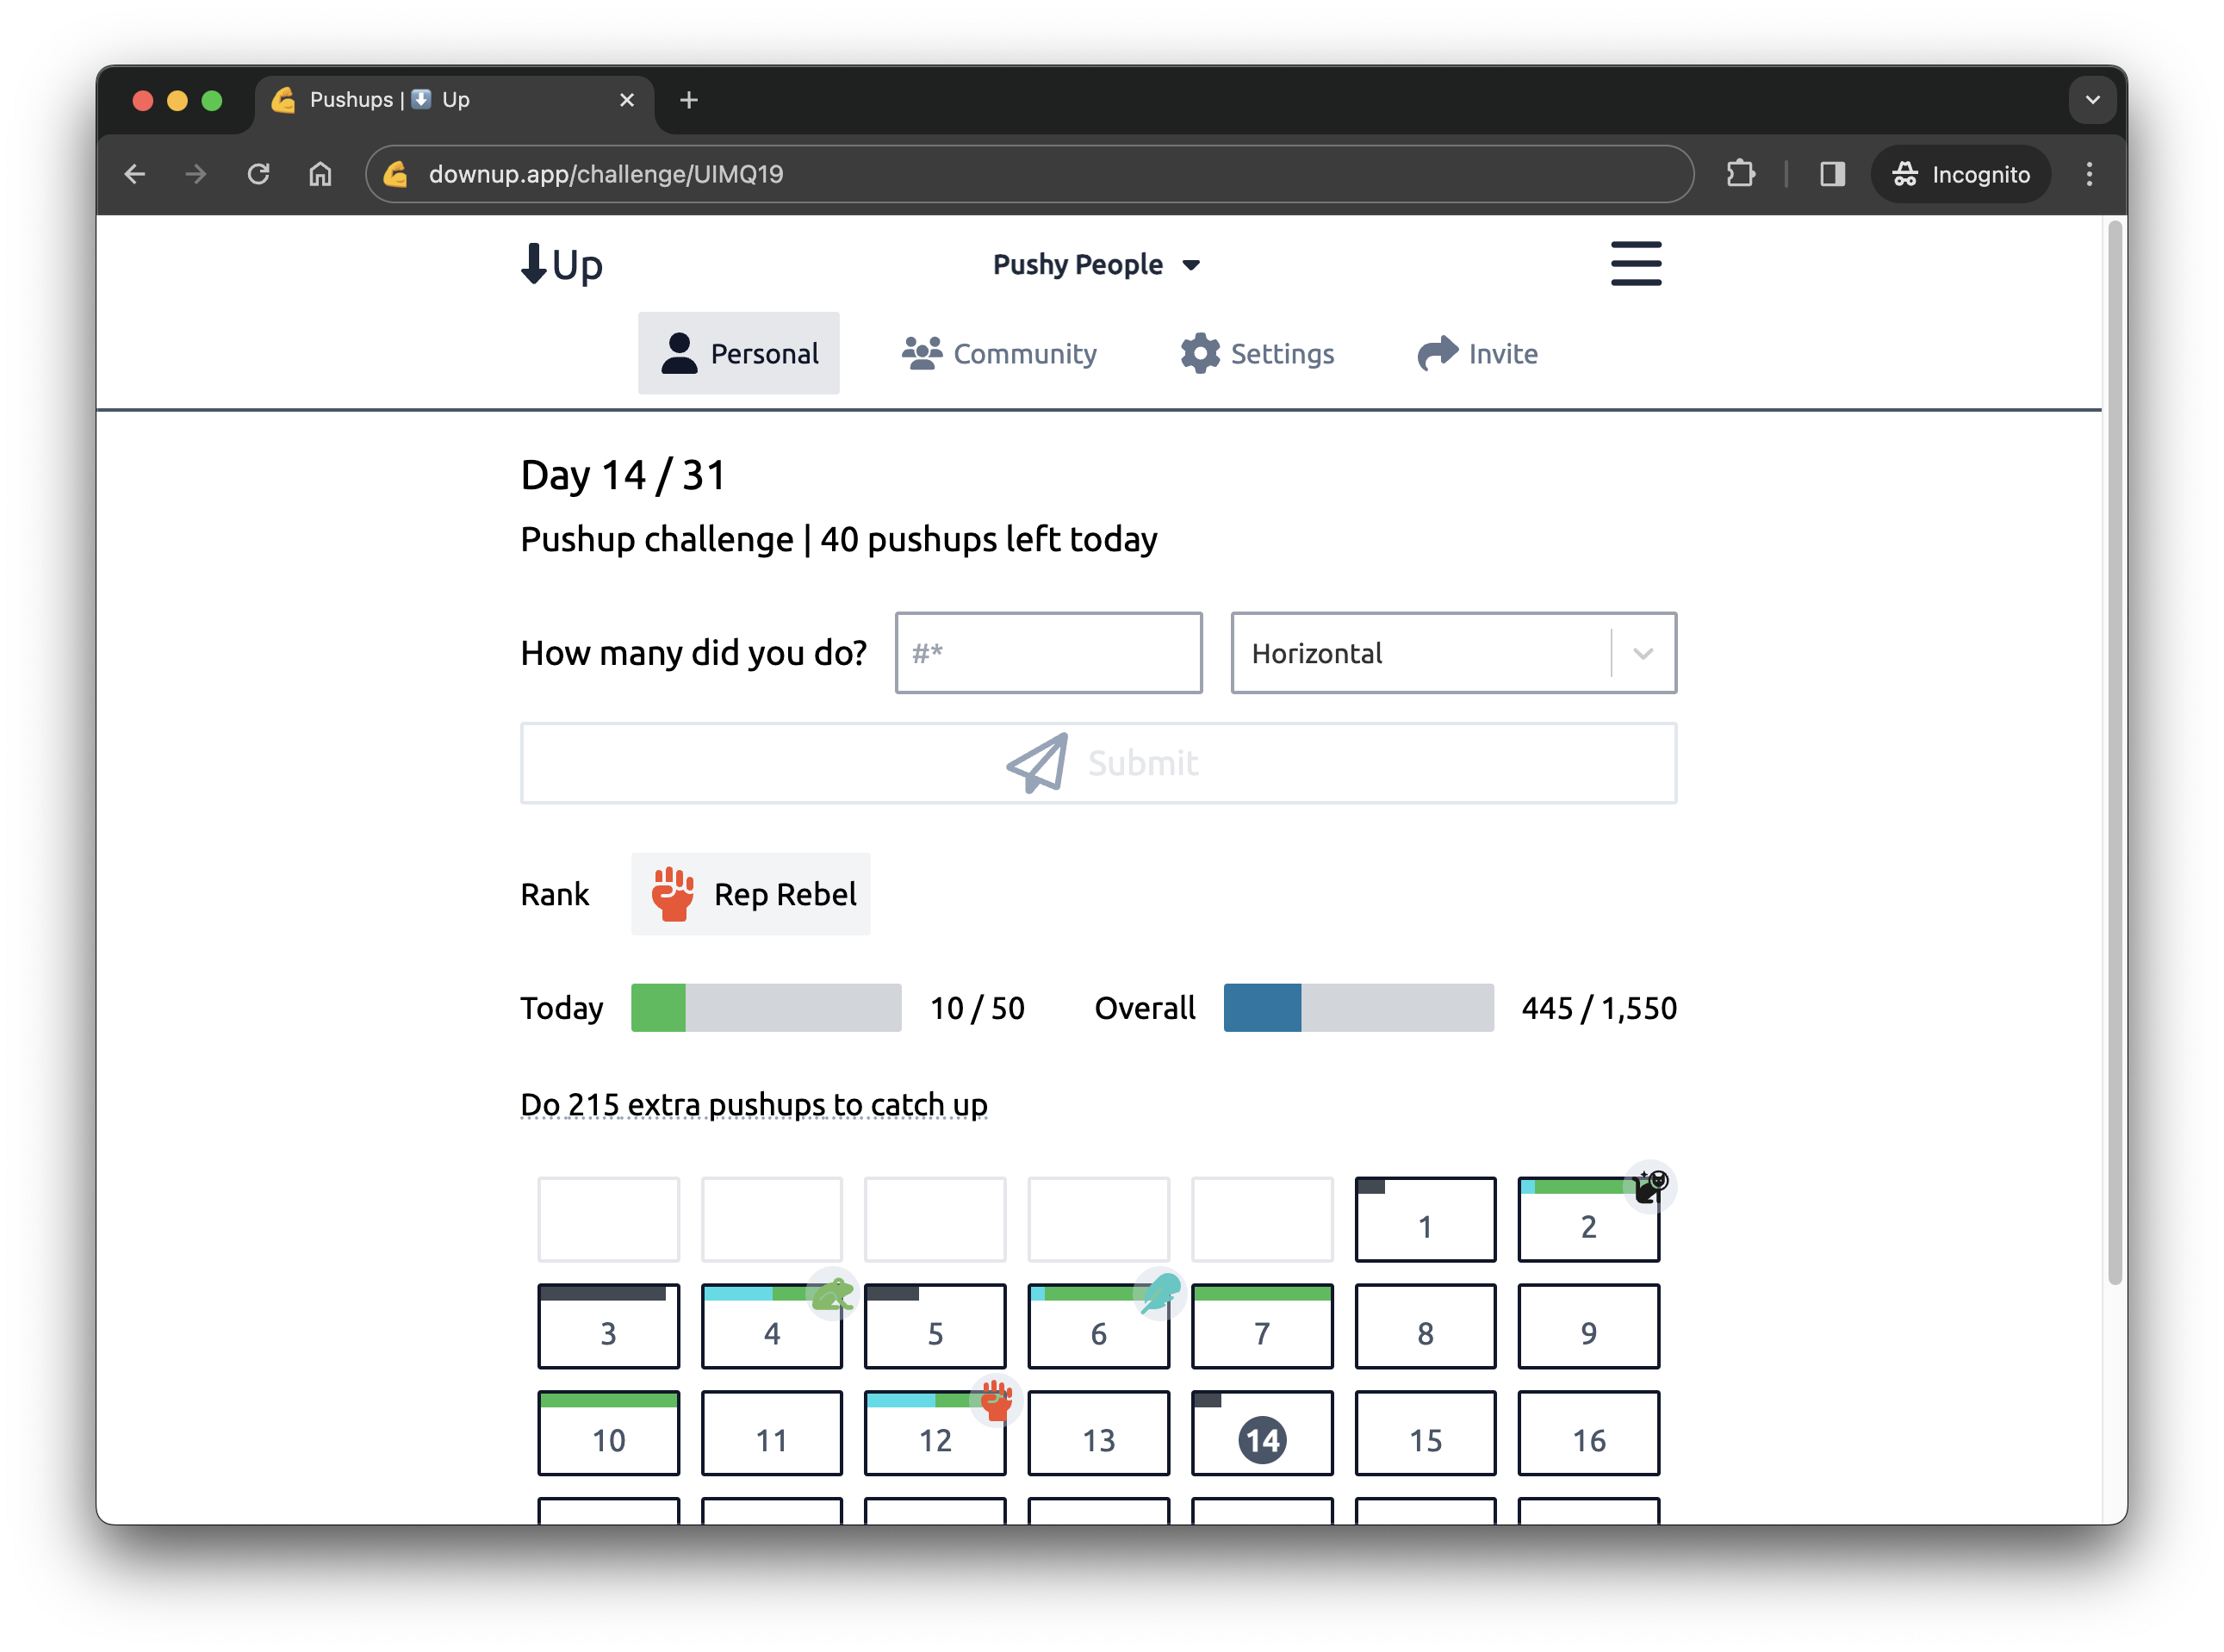 Pushups | ⬇️ Up
downup.app/challenge/UIMQ19
Incognito
Up
Pushy People
Personal
Community
Settings
Invite
Day 14 / 31
Pushup challenge | 40 pushups left today
How many did you do?
#*
Horizontal
Submit
Rank
Rep Rebel
Today
10 / 50
Overall
445 / 1,550
Do 215 extra pushups to catch up
1
2
3
4
5
6
7
8
9
10
11
12
13
14
15
16